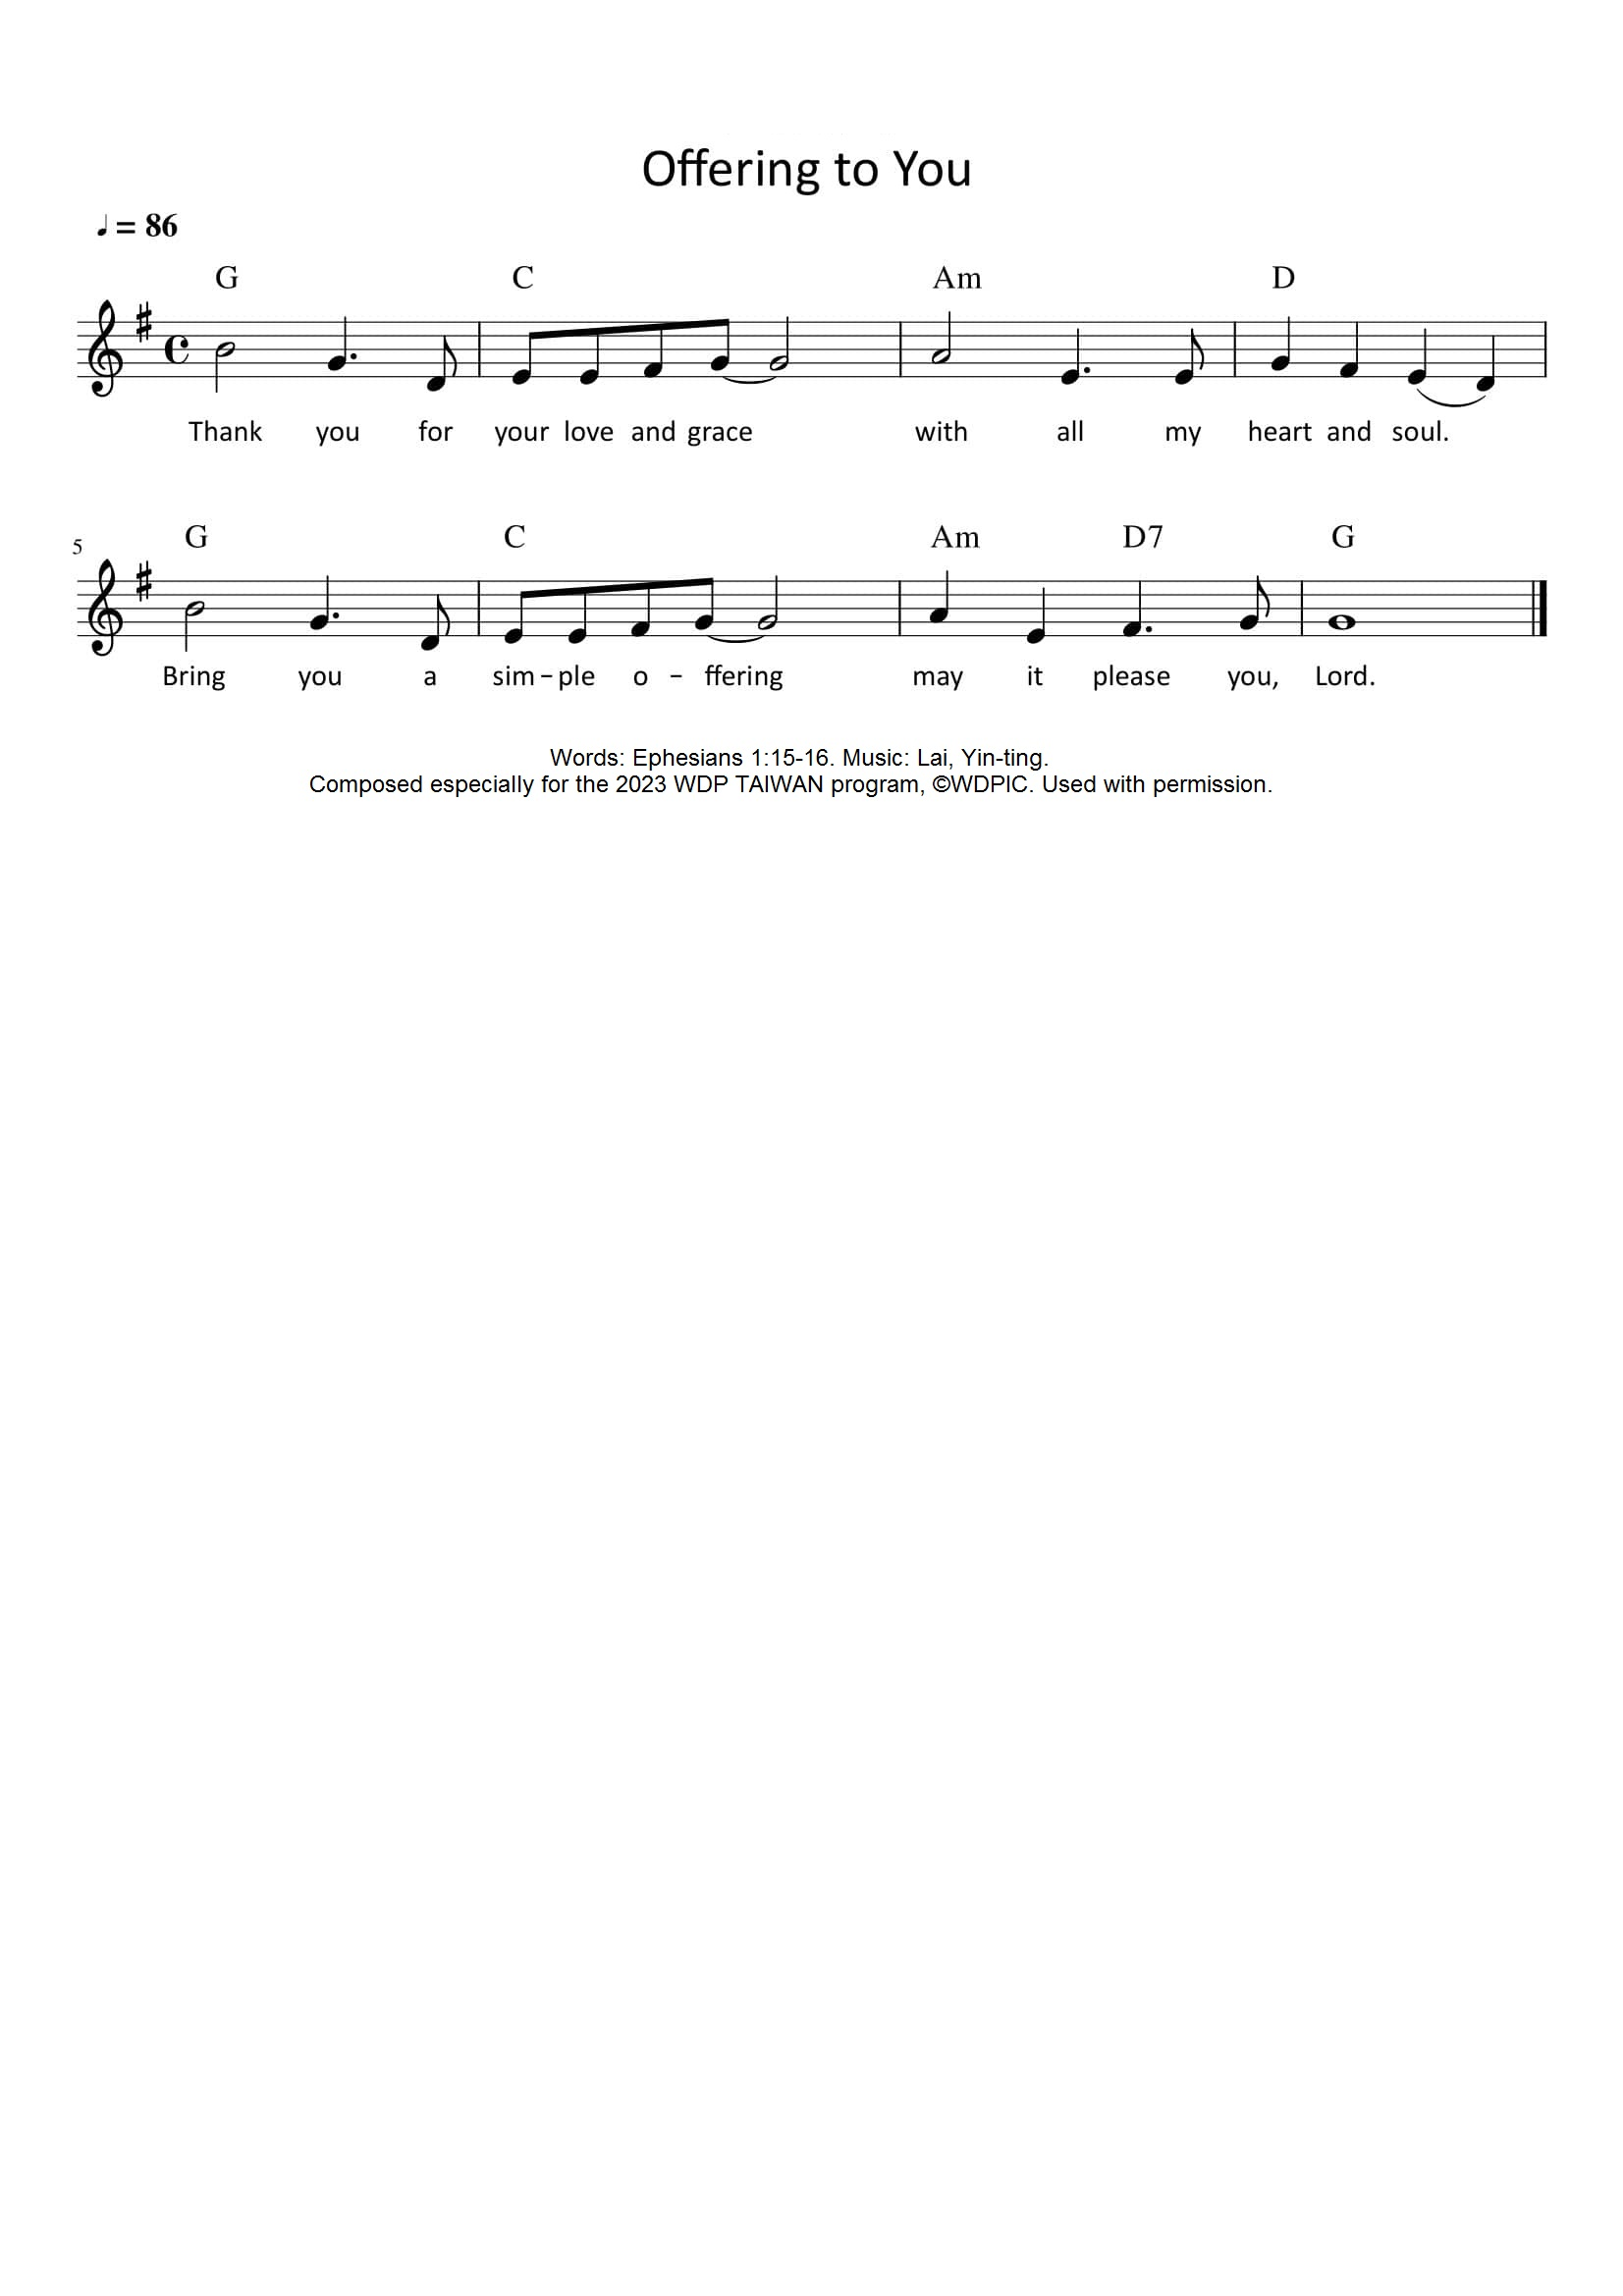 Offering to You
♩ = 86
G C Am D
Thank you for your love and grace with all my heart and soul.
5
G C Am D7 G
Bring you a sim-ple o - ffering may it please you, Lord.
Words: Ephesians 1:15-16. Music: Lai, Yin-ting.
Composed especially for the 2023 WDP TAIWAN program, ©WDPIC. Used with permission.